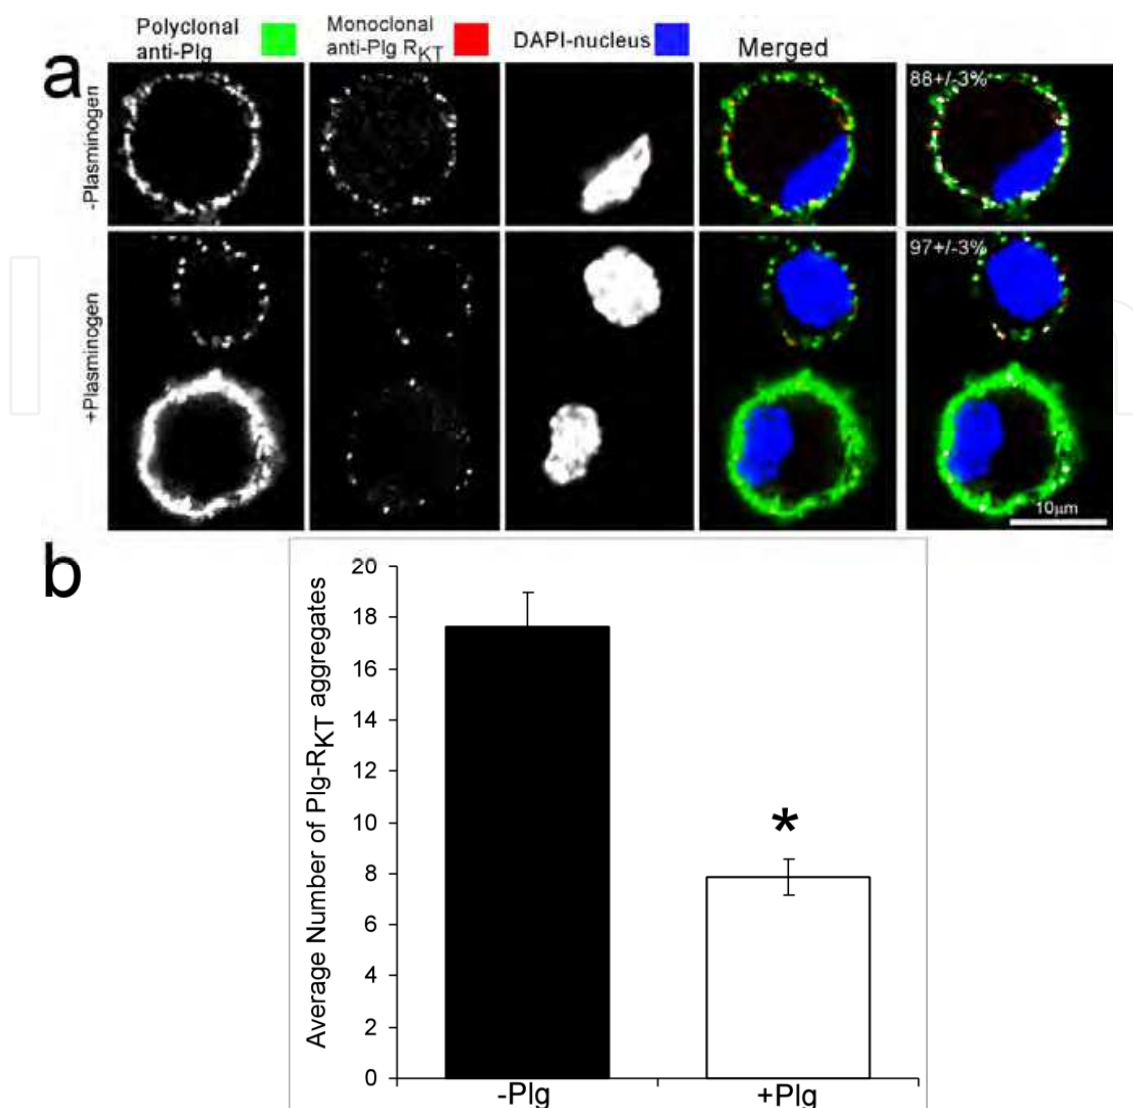 Polyclonal
anti-Plg
Monoclonal
anti-Plg RKT
DAPI-nucleus
Merged
a
-Plasminogen
88+/-3%
+Plasminogen
97+/-3%
10μm
b
Average Number of Plg-RKT aggregates
20
18
16
14
12
10
8
6
4
2
0
*
-Plg
+Plg